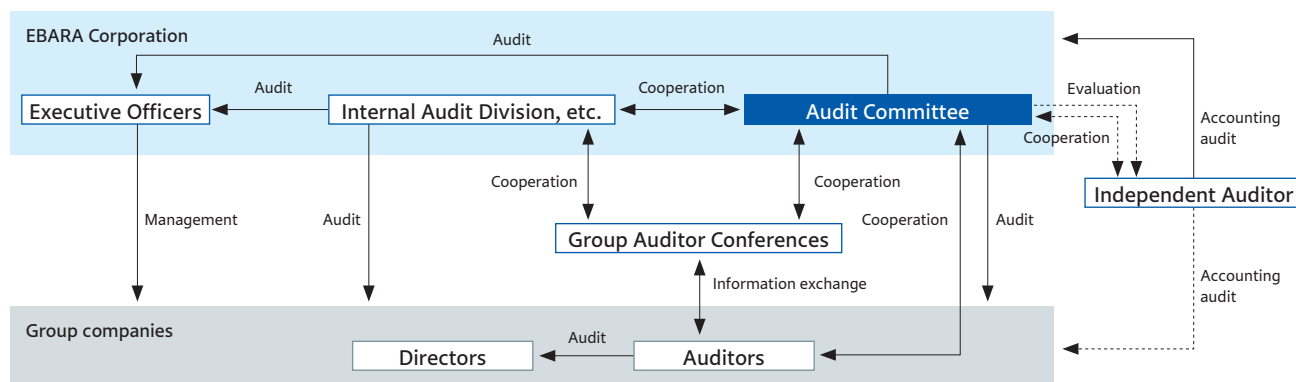 EBARA Corporation
Audit
Executive Officers
Audit
Internal Audit Division, etc.
Cooperation
Audit Committee
Evaluation
Cooperation
Accounting
audit
Independent Auditor
Management
Audit
Cooperation
Cooperation
Cooperation
Audit
Group Auditor Conferences
Information exchange
Accounting
audit
Group companies
Directors
Audit
Auditors